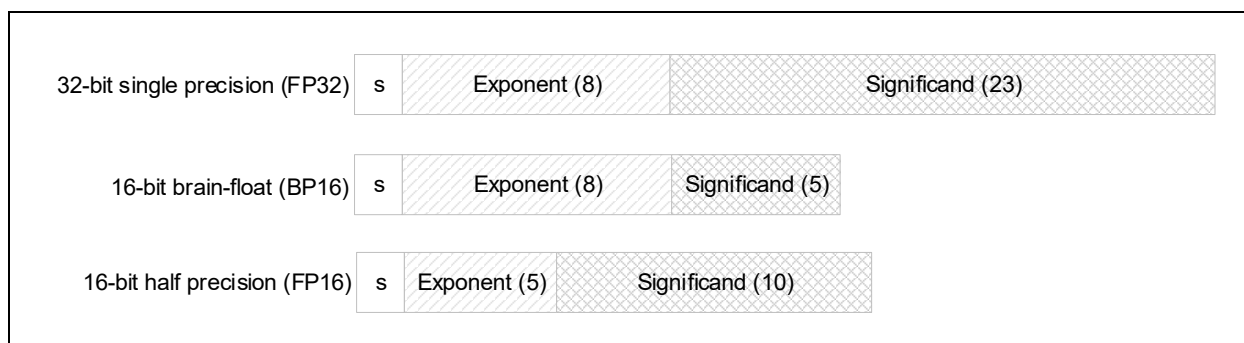 32-bit single precision (FP32) s Exponent (8) Significand (23)
16-bit brain-float (BP16) s Exponent (8) Significand (5)
16-bit half precision (FP16) s Exponent (5) Significand (10)